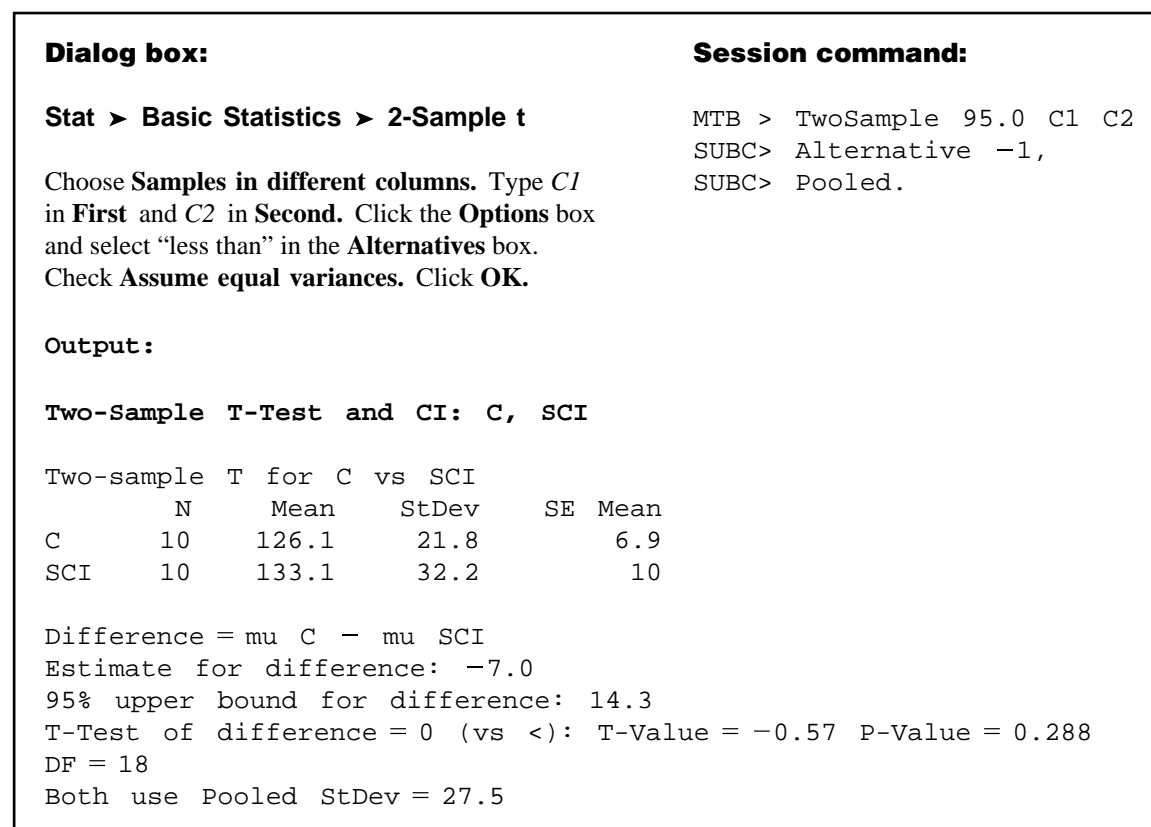 Dialog box:
Stat ➤ Basic Statistics ➤ 2-Sample t
Choose Samples in different columns. Type C1
in First and C2 in Second. Click the Options box
and select “less than” in the Alternatives box.
Check Assume equal variances. Click OK.
Session command:
MTB > TwoSample 95.0 C1 C2
SUBC> Alternative −1,
SUBC> Pooled.
Output:
Two-Sample T-Test and CI: C, SCI
Two-sample T for C vs SCI
N Mean StDev SE Mean
C 10 126.1 21.8 6.9
SCI 10 133.1 32.2 10
Difference = mu C − mu SCI
Estimate for difference: −7.0
95% upper bound for difference: 14.3
T-Test of difference = 0 (vs <): T-Value = −0.57 P-Value = 0.288
DF = 18
Both use Pooled StDev = 27.5